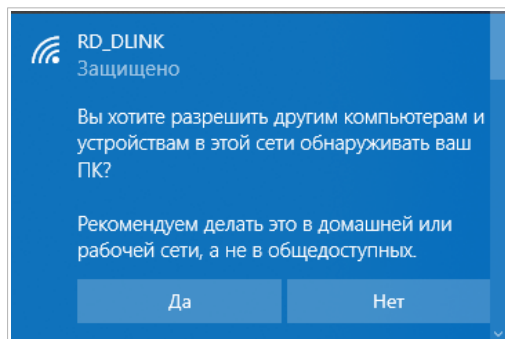 RD_DLINK
Защищено
Вы хотите разрешить другим компьютерам и
устройствам в этой сети обнаруживать ваш
ПК?
Рекомендуем делать это в домашней или
рабочей сети, а не в общедоступных.
Да
Нет